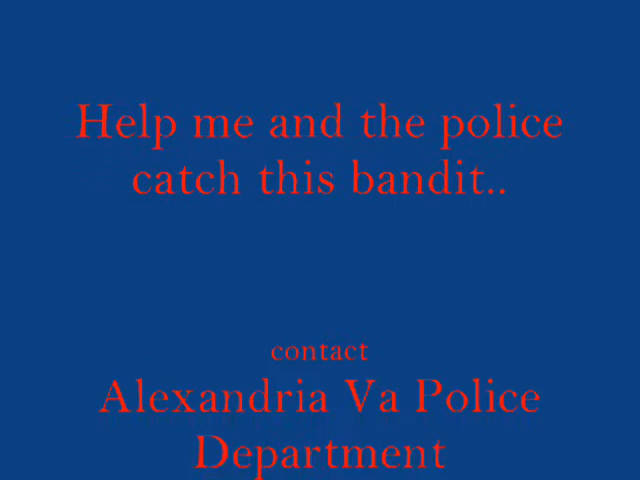 Help me and the police
catch this bandit..
contact
Alexandria Va Police
Department